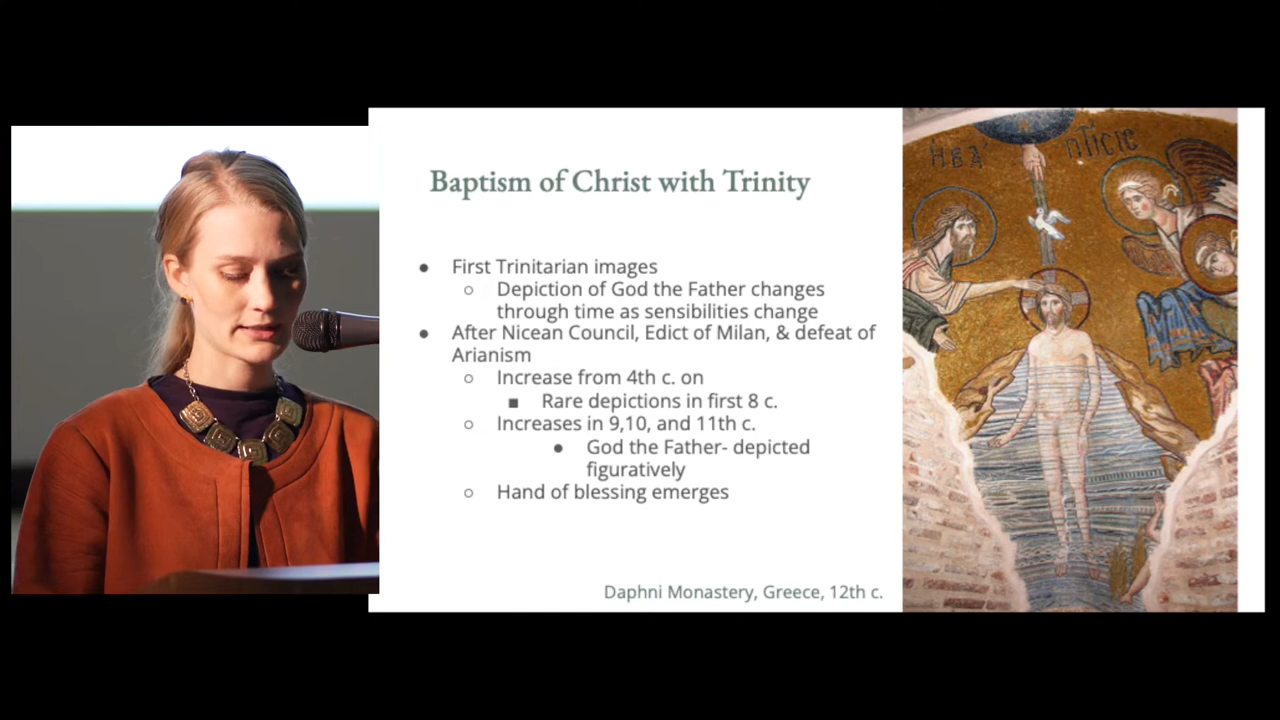 Baptism of Christ with Trinity
● First Trinitarian images
○ Depiction of God the Father changes
through time as sensibilities change
● After Nicean Council, Edict of Milan, & defeat of
Arianism
○ Increase from 4th c. on
■ Rare depictions in first 8 c.
○ Increases in 9,10, and 11th c.
● God the Father- depicted
figuratively
○ Hand of blessing emerges
Daphni Monastery, Greece, 12th c.